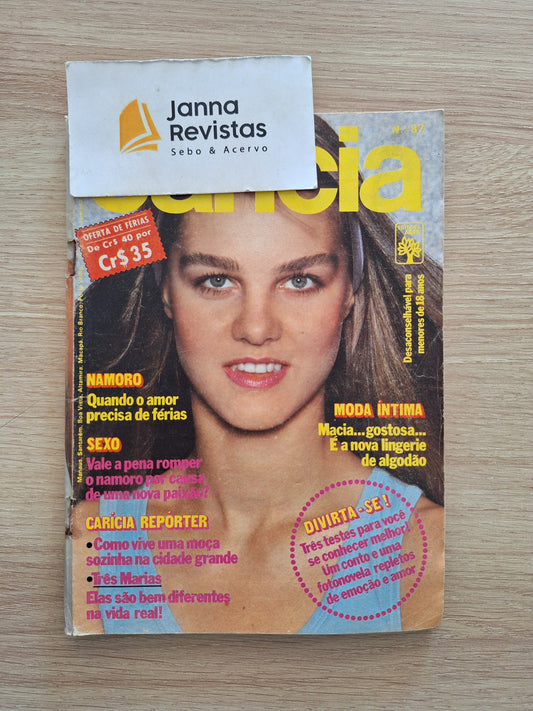 Janna
Revistas
Sebo & Acervo
carícia
OFERTA DE FÉRIAS
De Cr$ 40 por
Cr$ 35
Desaconselhável para
menores de 18 anos
NAMORO
Quando o amor
precisa de férias
SEXO
Vale a pena romper
o namoro por causa
de uma nova paixão?
CARÍCIA REPÓRTER
•Como vive uma moça
sozinha na cidade grande
•Três Marias
Elas são bem diferentes
na vida real!
MODA ÍNTIMA
Macia...gostosa...
É a nova lingerie
de algodão
DIVIRTA-SE!
Três testes para você
se conhecer melhor!
Um conto e uma
fotonovela repletos
de emoção e amor